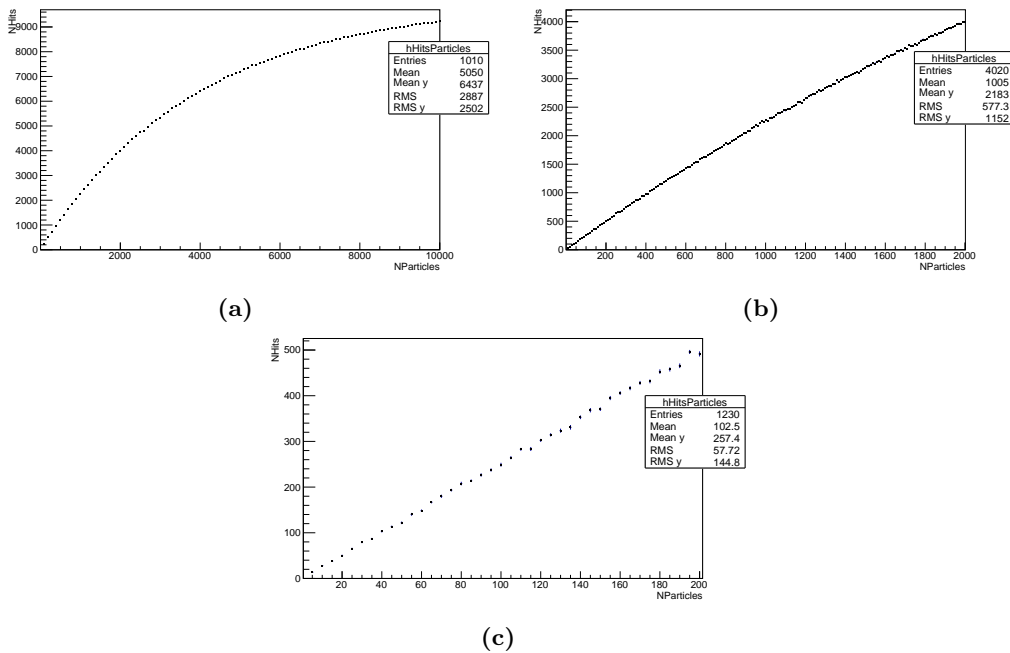 NHits
9000
8000
7000
6000
5000
4000
3000
2000
1000
0
2000 4000 6000 8000 10000
NParticles
hHitsParticles
Entries 1010
Mean 5050
Mean y 6437
RMS 2887
RMS y 2502
(a)
NHits
4000
3500
3000
2500
2000
1500
1000
500
0
200 400 600 800 1000 1200 1400 1600 1800 2000
NParticles
hHitsParticles
Entries 4020
Mean 1005
Mean y 2183
RMS 577.3
RMS y 1152
(b)
NHits
500
400
300
200
100
0
20 40 60 80 100 120 140 160 180 200
NParticles
hHitsParticles
Entries 1230
Mean 102.5
Mean y 257.4
RMS 57.72
RMS y 144.8
(c)